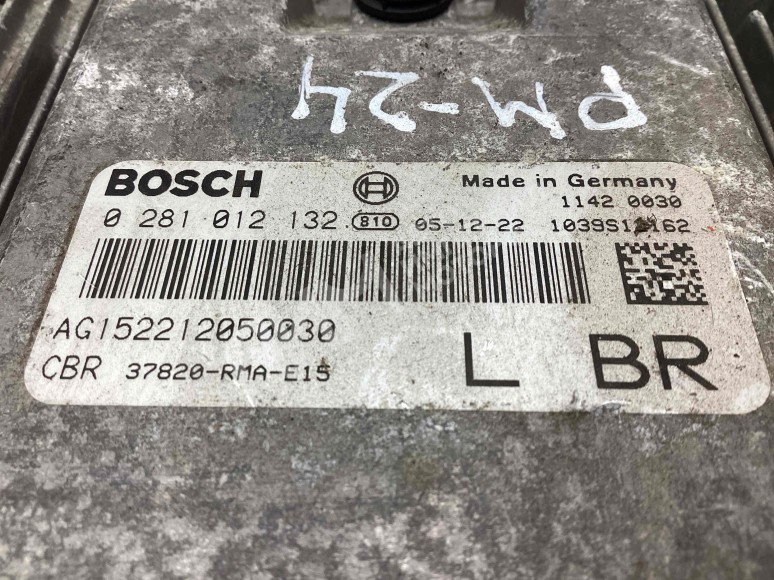 PM-24
BOSCH
Made in Germany
1142 0030
0 281 012 132 810 05-12-22 1039S12162
AG152212050030
CBR 37820-RMA-E15
L BR